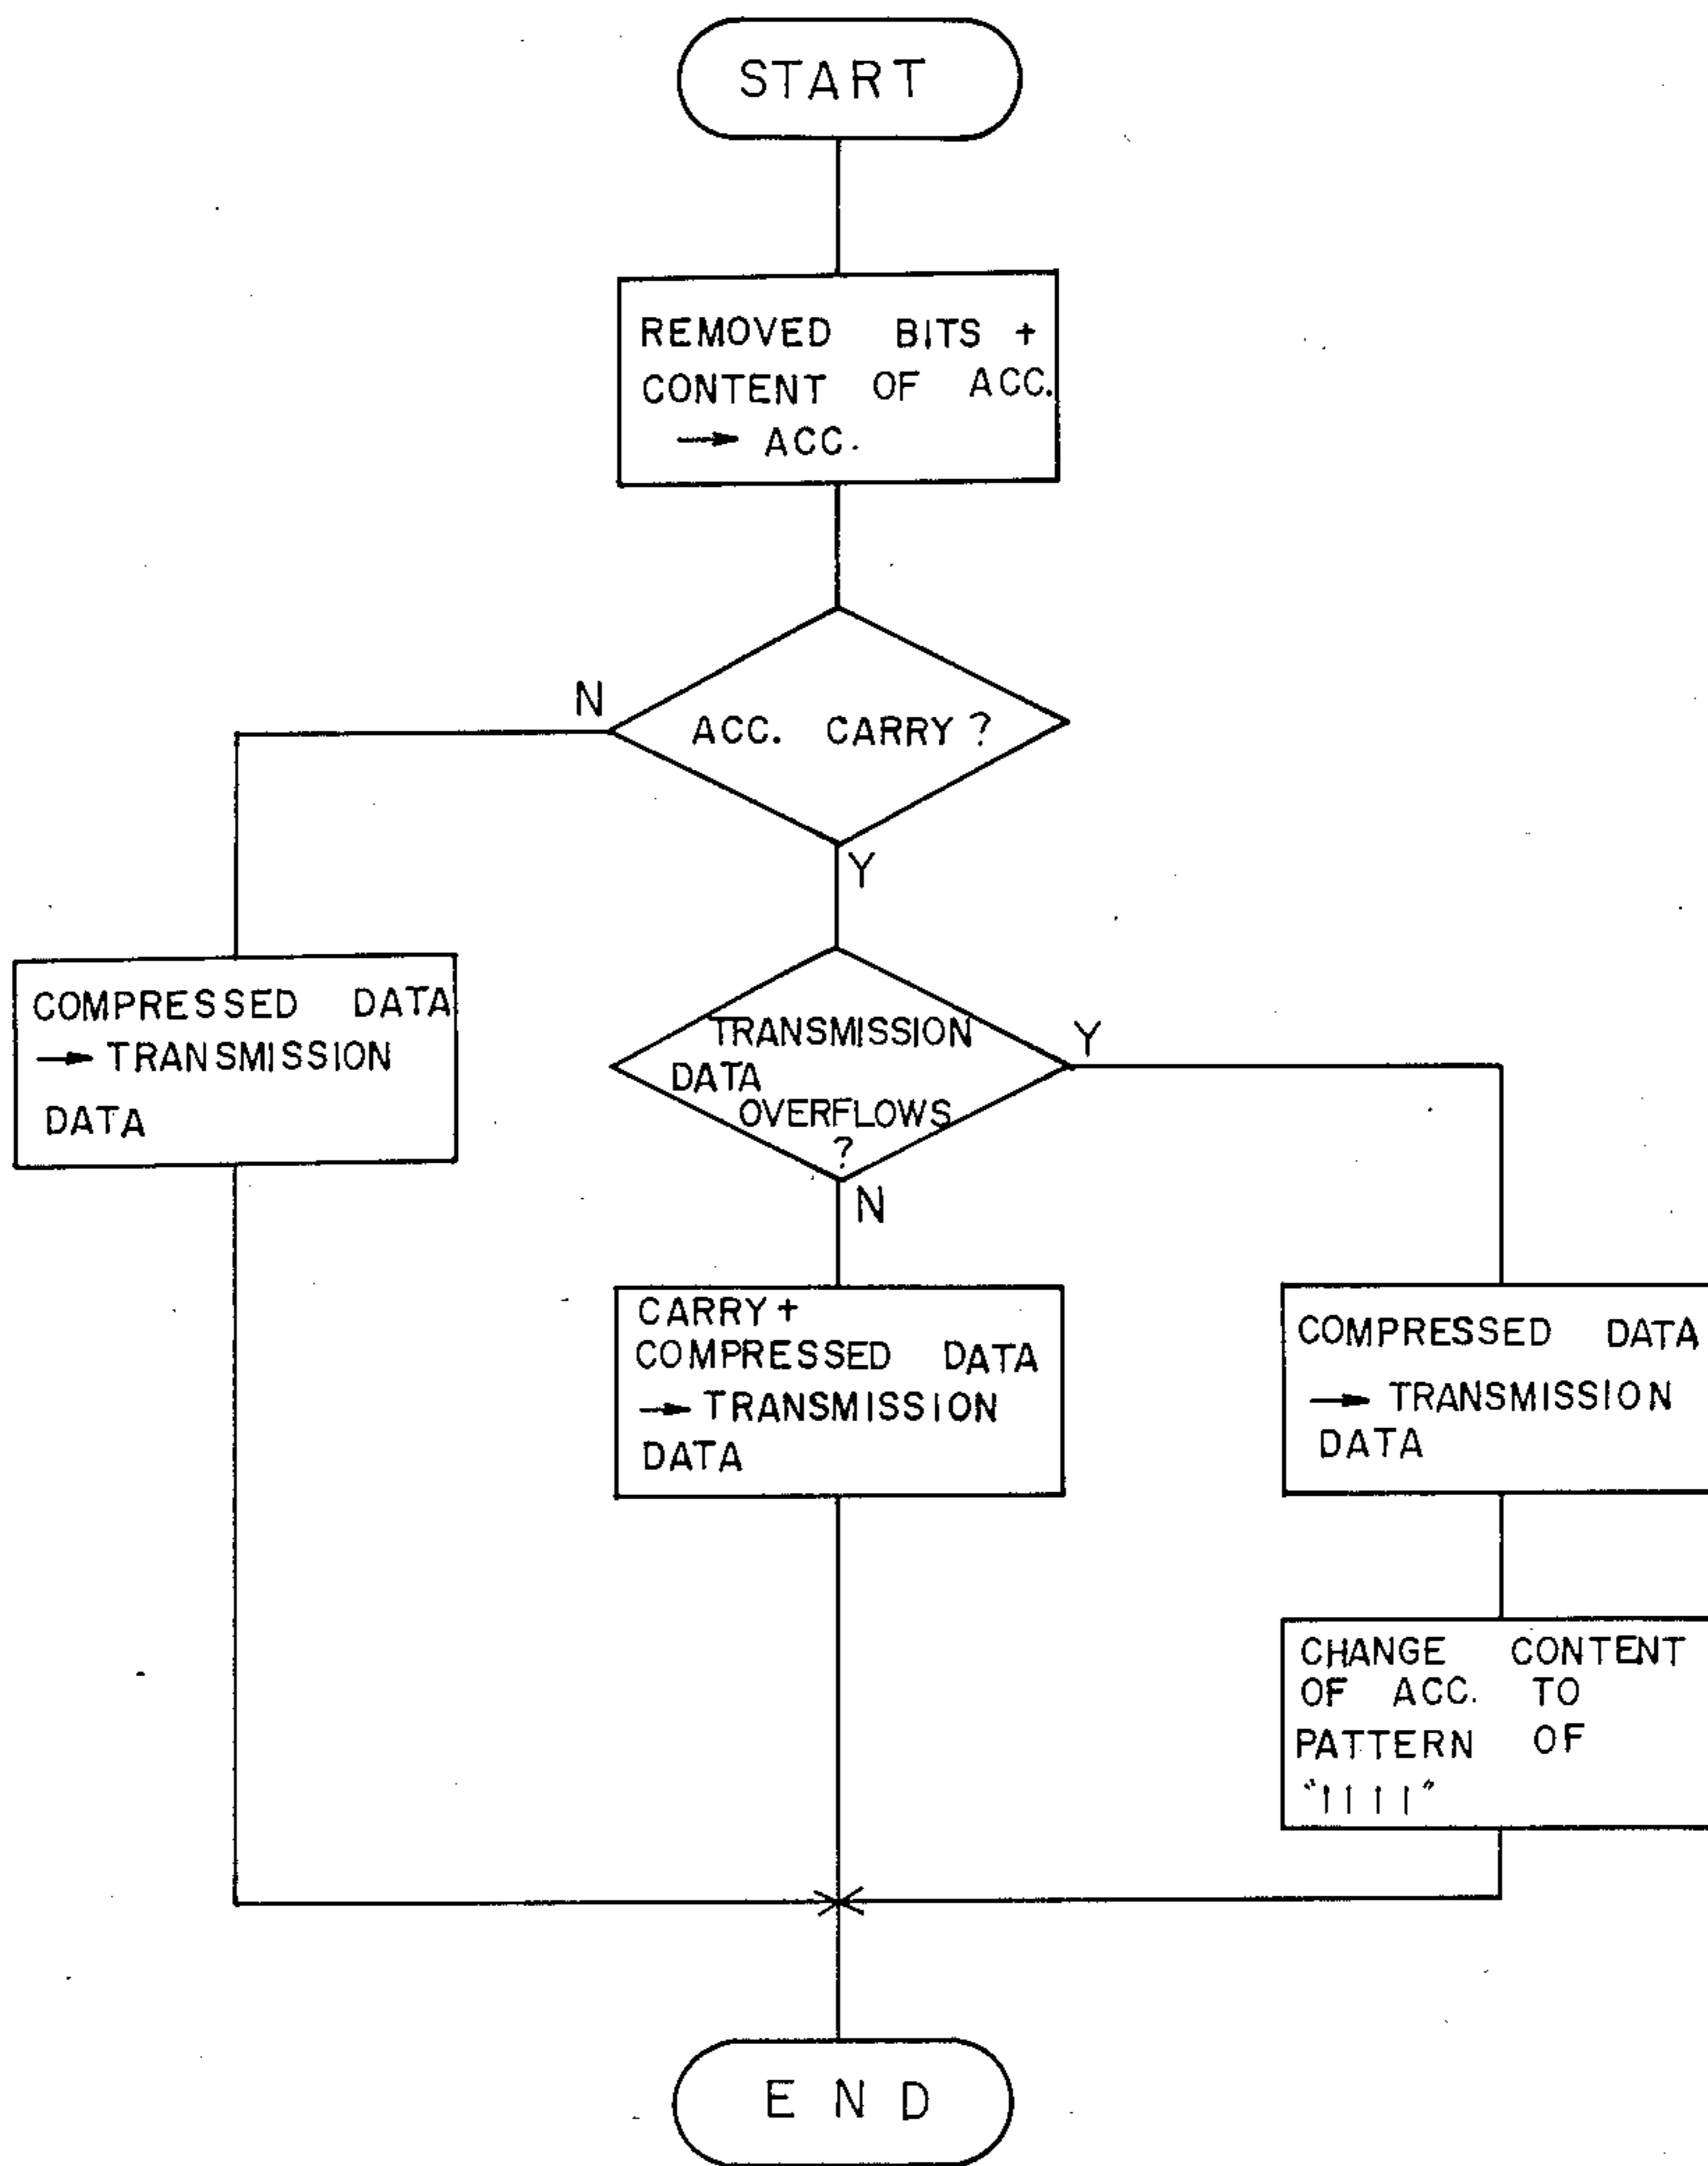 START
REMOVED BITS +
CONTENT OF ACC.
→ ACC.
N
ACC. CARRY ?
Y
COMPRESSED DATA
→ TRANSMISSION
DATA
TRANSMISSION
DATA
OVERFLOWS
?
Y
N
CARRY +
COMPRESSED DATA
→ TRANSMISSION
DATA
COMPRESSED DATA
→ TRANSMISSION
DATA
CHANGE CONTENT
OF ACC. TO
PATTERN OF
"1111"
END